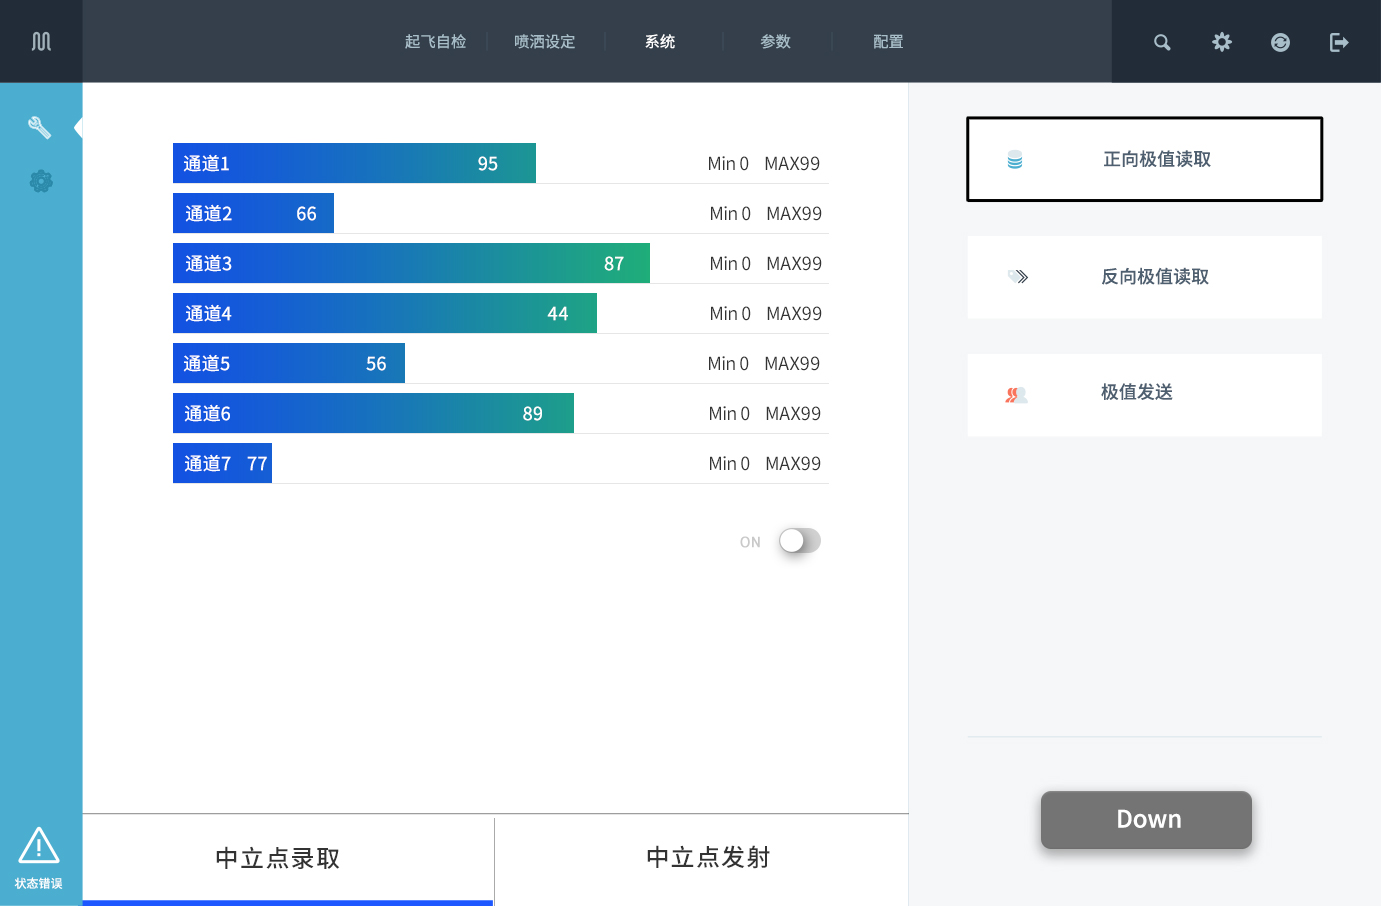 起飞自检 喷洒设定 系统 参数 配置
通道1 95 Min 0 MAX99
通道2 66 Min 0 MAX99
通道3 87 Min 0 MAX99
通道4 44 Min 0 MAX99
通道5 56 Min 0 MAX99
通道6 89 Min 0 MAX99
通道7 77 Min 0 MAX99
ON
正向极值读取
反向极值读取
极值发送
Down
中立点录取 中立点发射
状态错误